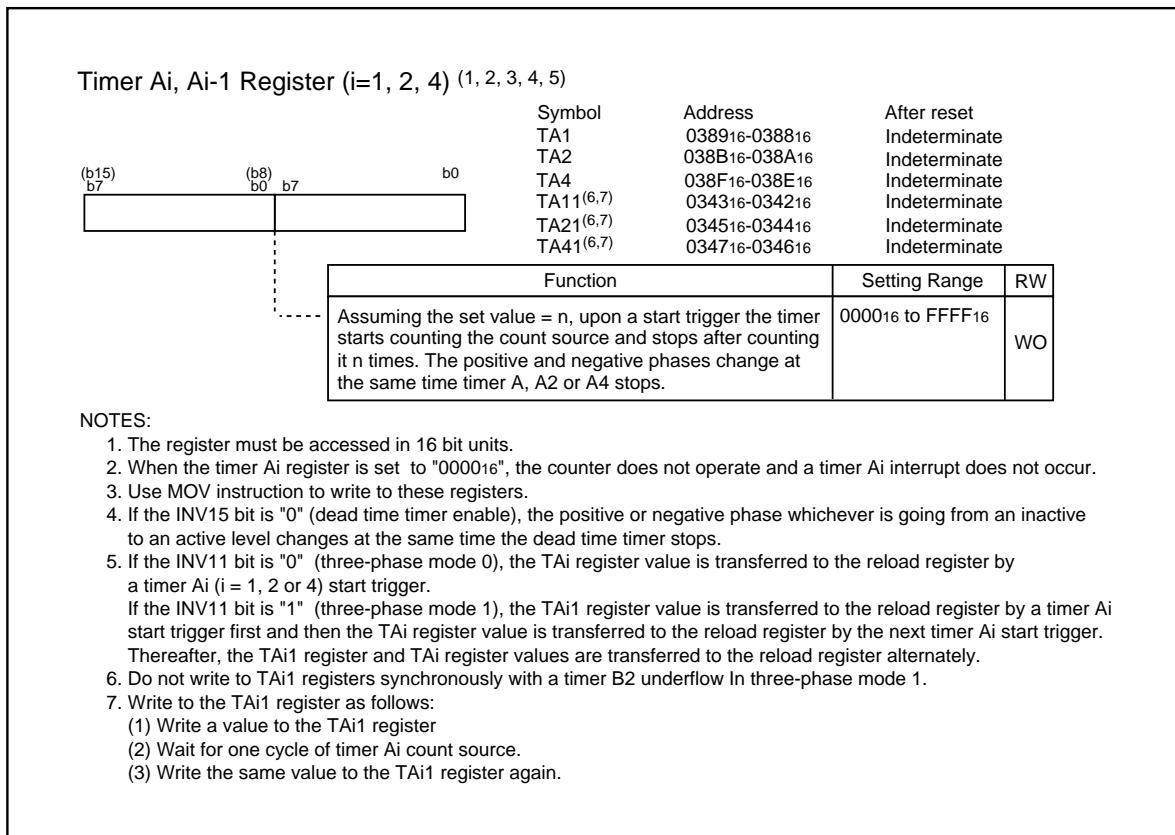 Timer Ai, Ai-1 Register (i=1, 2, 4) (1, 2, 3, 4, 5)
Symbol Address After reset
TA1 038916-038816 Indeterminate
TA2 038B16-038A16 Indeterminate
TA4 038F16-038E16 Indeterminate
TA11(6,7) 034316-034216 Indeterminate
TA21(6,7) 034516-034416 Indeterminate
TA41(6,7) 034716-034616 Indeterminate
(b15) (b8)
b7 b0 b7 b0
Function Setting Range RW
Assuming the set value = n, upon a start trigger the timer 000016 to FFFF16
starts counting the count source and stops after counting
it n times. The positive and negative phases change at WO
the same time timer A, A2 or A4 stops.
NOTES:
1. The register must be accessed in 16 bit units.
2. When the timer Ai register is set to "000016", the counter does not operate and a timer Ai interrupt does not occur.
3. Use MOV instruction to write to these registers.
4. If the INV15 bit is "0" (dead time timer enable), the positive or negative phase whichever is going from an inactive
to an active level changes at the same time the dead time timer stops.
5. If the INV11 bit is "0" (three-phase mode 0), the TAi register value is transferred to the reload register by
a timer Ai (i = 1, 2 or 4) start trigger.
If the INV11 bit is "1" (three-phase mode 1), the TAi1 register value is transferred to the reload register by a timer Ai
start trigger first and then the TAi register value is transferred to the reload register by the next timer Ai start trigger.
Thereafter, the TAi1 register and TAi register values are transferred to the reload register alternately.
6. Do not write to TAi1 registers synchronously with a timer B2 underflow In three-phase mode 1.
7. Write to the TAi1 register as follows:
(1) Write a value to the TAi1 register
(2) Wait for one cycle of timer Ai count source.
(3) Write the same value to the TAi1 register again.